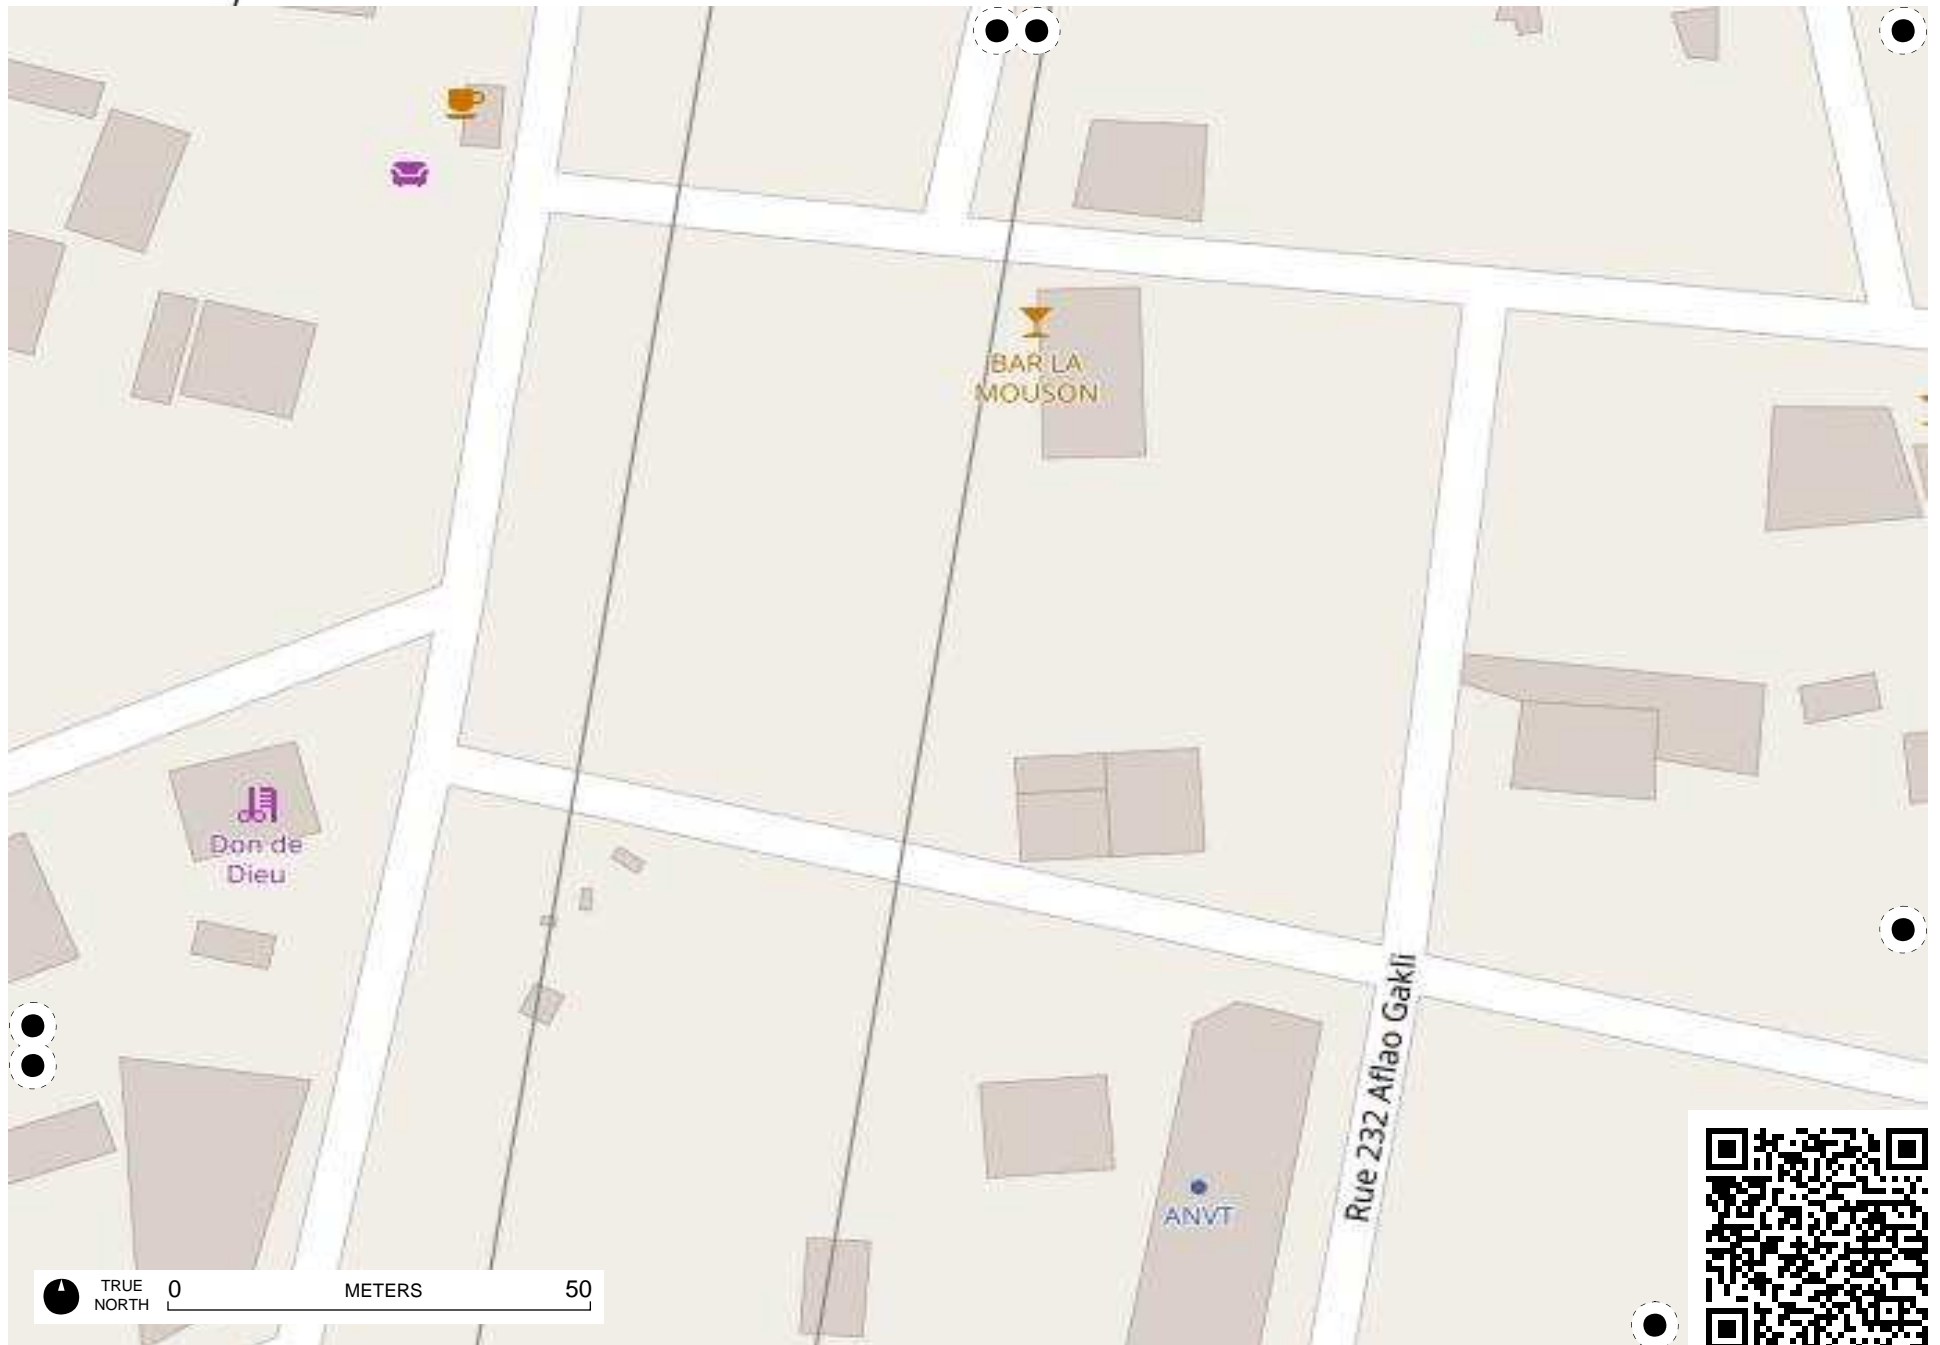 BAR LA
MOUSON
Don de
Dieu
Rue 232 Aflao Gakli
ANVT
TRUE
NORTH
0 METERS 50